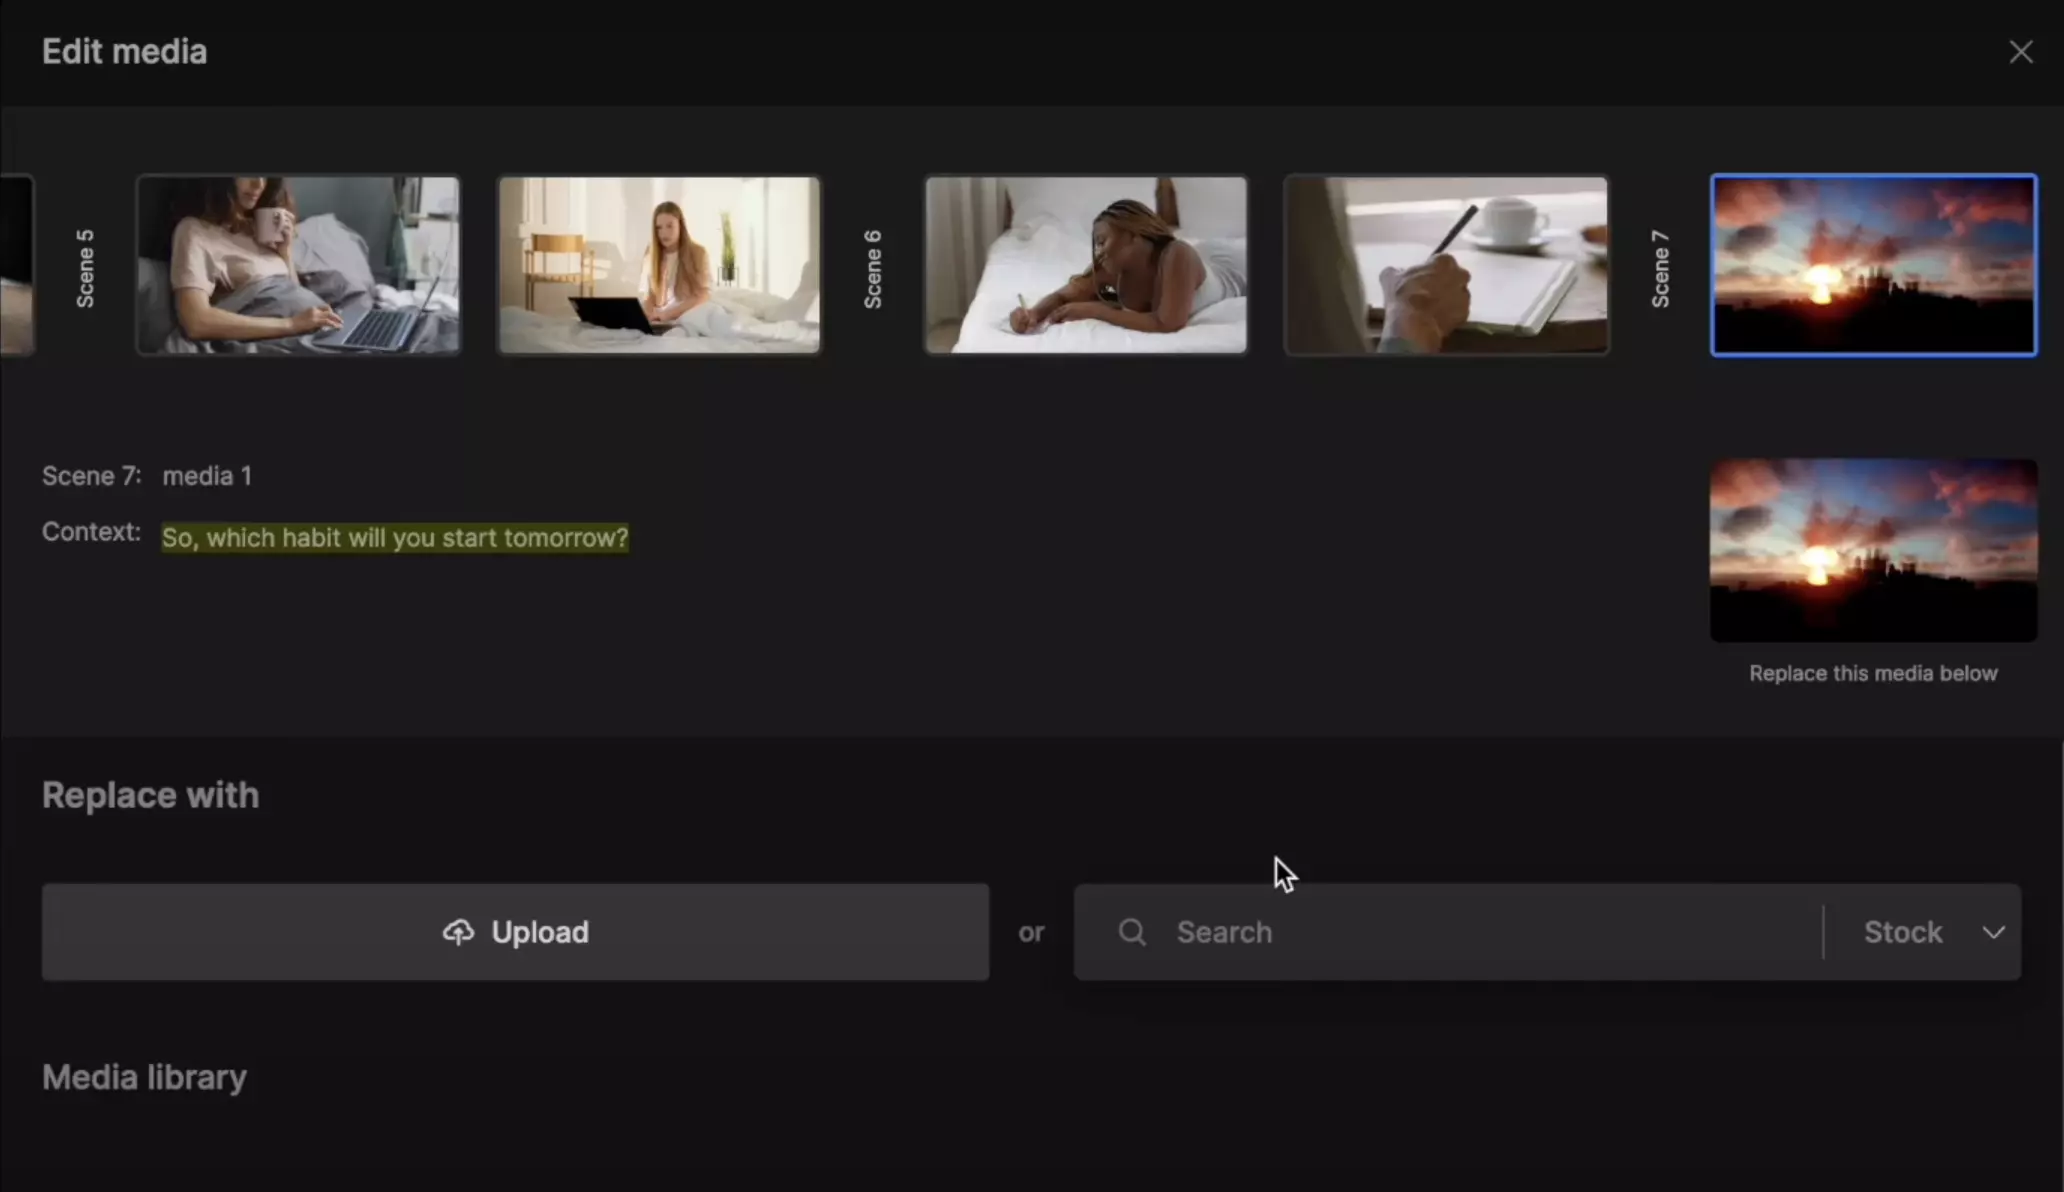 Edit media
Scene 5
Scene 6
Scene 7
Scene 7: media 1
Context: So, which habit will you start tomorrow?
Replace this media below
Replace with
Upload
or
Search
Stock
Media library